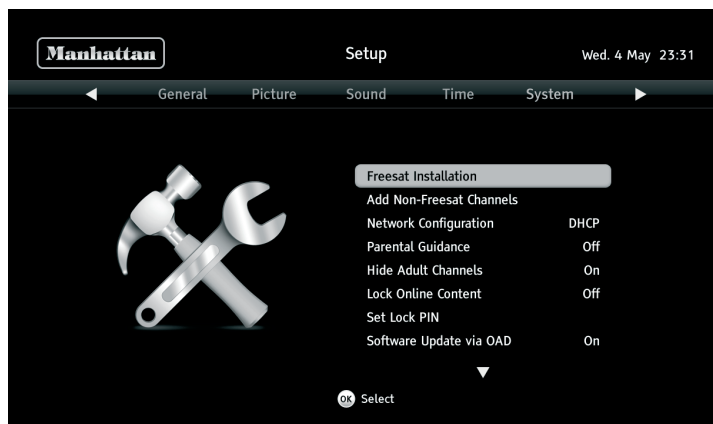 Manhattan Setup Wed. 4 May 23:31
General Picture Sound Time System
Freesat Installation
Add Non-Freesat Channels
Network Configuration DHCP
Parental Guidance Off
Hide Adult Channels On
Lock Online Content Off
Set Lock PIN
Software Update via OAD On
OK Select